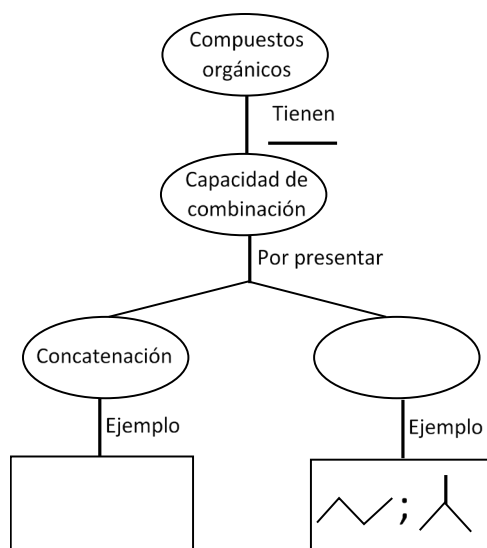 Compuestos
orgánicos
Tienen
Capacidad de
combinación
Por presentar
Concatenación
Ejemplo
Ejemplo
;